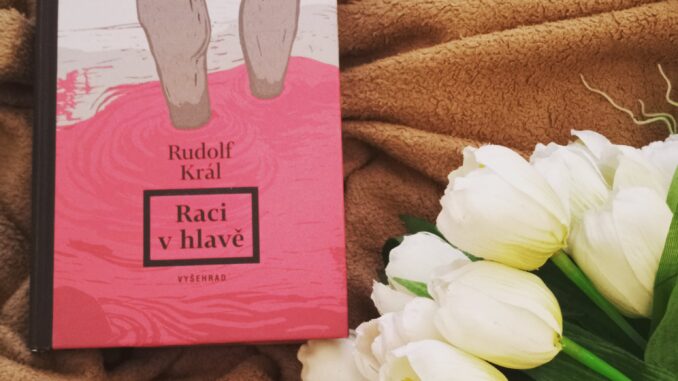 Rudolf
Král
Raci
v hlavě
VYŠEHRAD